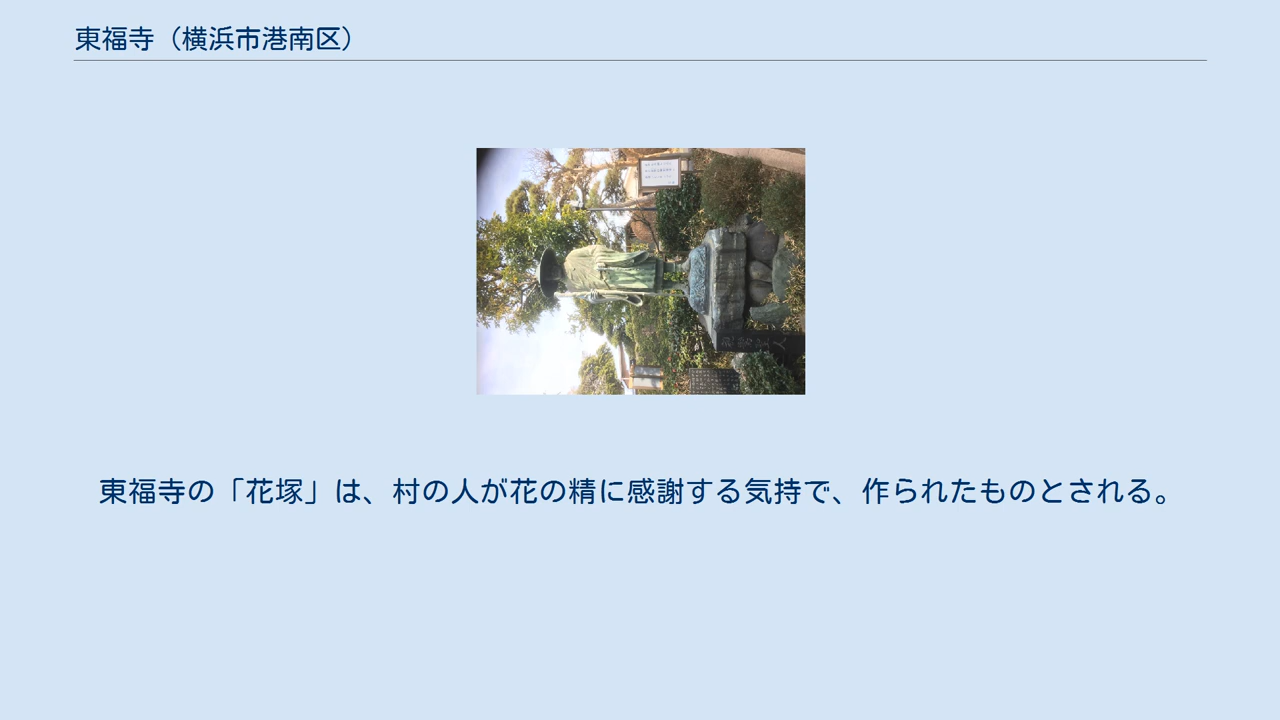 東福寺（横浜市港南区）
東福寺の「花塚」は、村の人が花の精に感謝する気持で、作られたものとされる。